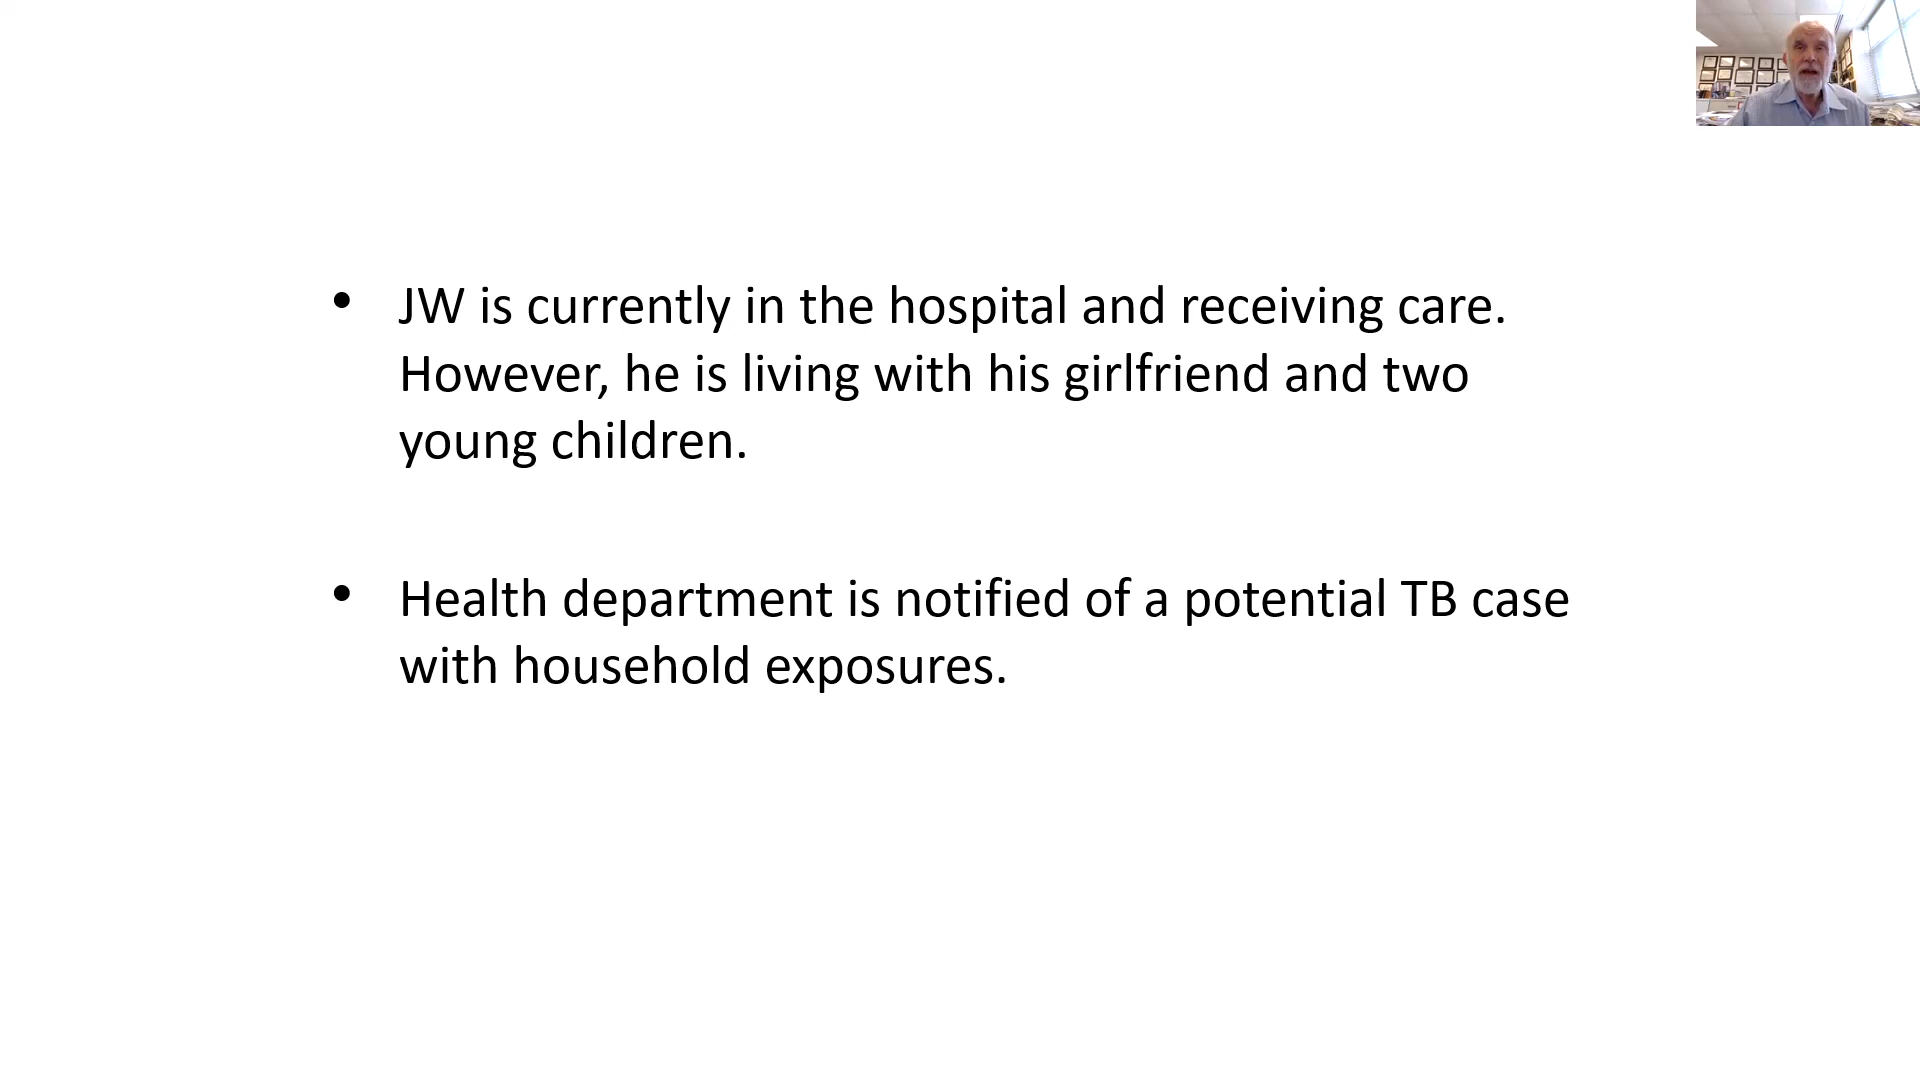 • JW is currently in the hospital and receiving care.
However, he is living with his girlfriend and two
young children.
• Health department is notified of a potential TB case
with household exposures.